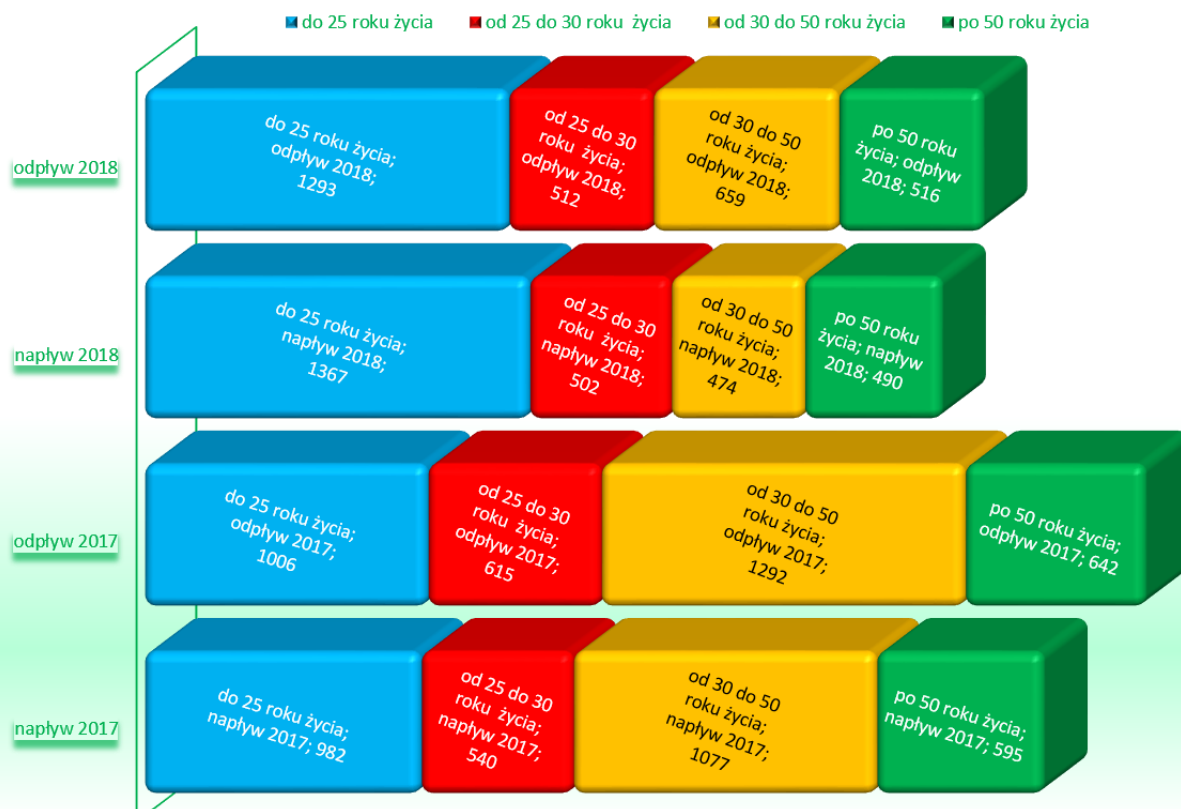 do 25 roku życia od 25 do 30 roku  życia od 30 do 50 roku życia po 50 roku życia
odpływ 2018
do 25 roku życia;
odpływ 2018;
1293
od 25 do 30
roku  życia;
odpływ 2018;
512
od 30 do 50
roku życia;
odpływ 2018;
659
po 50 roku
życia; odpływ
2018; 516
napływ 2018
do 25 roku życia;
napływ 2018;
1367
od 25 do 30
roku  życia;
napływ 2018;
502
od 30 do 50
roku życia;
napływ 2018;
474
po 50 roku
życia; napływ
2018; 490
odpływ 2017
do 25 roku życia;
odpływ 2017;
1006
od 25 do 30
roku  życia;
odpływ 2017;
615
od 30 do 50
roku życia;
odpływ 2017;
1292
po 50 roku życia;
odpływ 2017; 642
napływ 2017
do 25 roku życia;
napływ 2017; 982
od 25 do 30
roku  życia;
napływ 2017;
540
od 30 do 50
roku życia;
napływ 2017;
1077
po 50 roku życia;
napływ 2017; 595